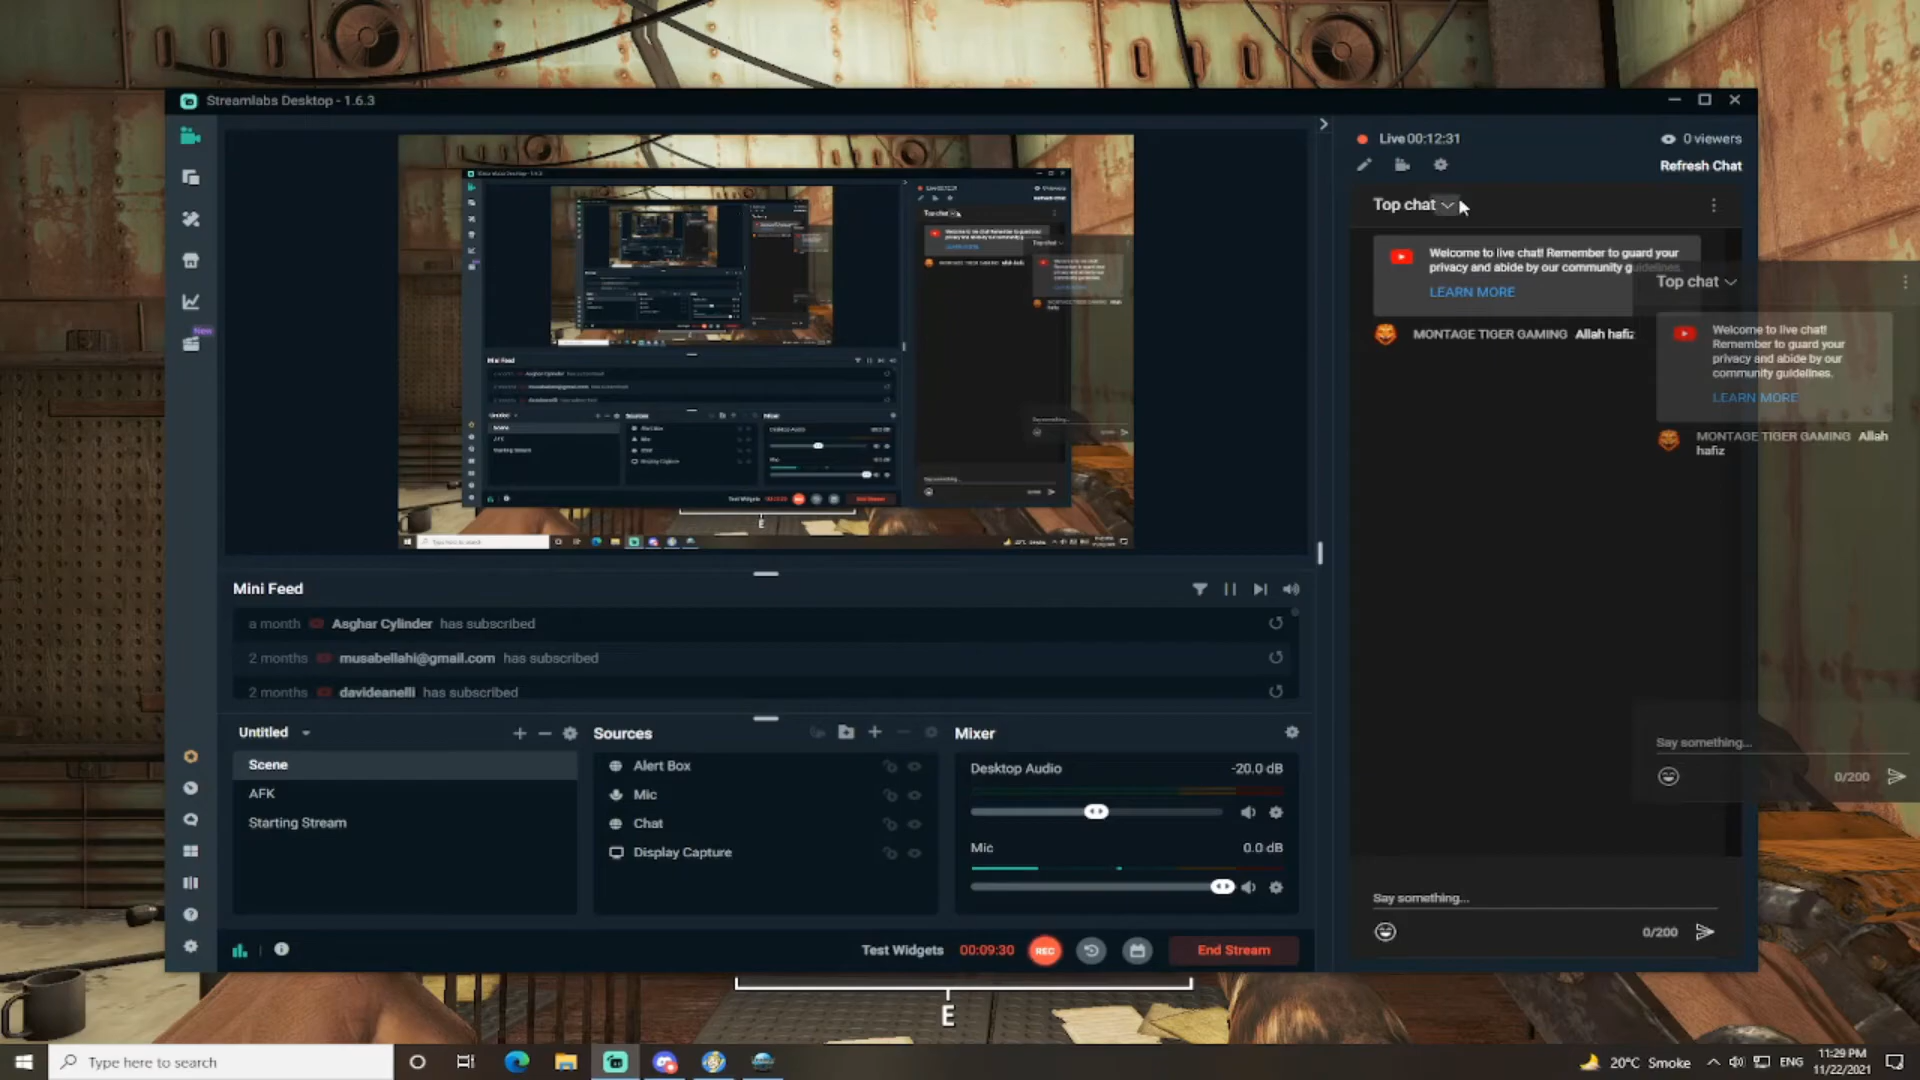 Streamlabs Desktop - 1.6.3
Live 00:12:31
0 viewers
Refresh Chat
Top chat
Welcome to live chat! Remember to guard your
privacy and abide by our community guidelines.
LEARN MORE
MONTAGE TIGER GAMING Allah hafiz
Top chat
Welcome to live chat!
Remember to guard your
privacy and abide by our
community guidelines.
LEARN MORE
MONTAGE TIGER GAMING Allah
hafiz
Say something...
0/200
Say something...
0/200
New
Mini Feed
a month Asghar Cylinder has subscribed
2 months musabellahi@gmail.com has subscribed
2 months davideanelli has subscribed
Untitled
Scene
AFK
Starting Stream
Sources
Alert Box
Mic
Chat
Display Capture
Mixer
Desktop Audio -20.0 dB
Mic 0.0 dB
Test Widgets 00:09:30 REC End Stream
E
Type here to search
20°C Smoke
ENG
11:29 PM
11/22/2021